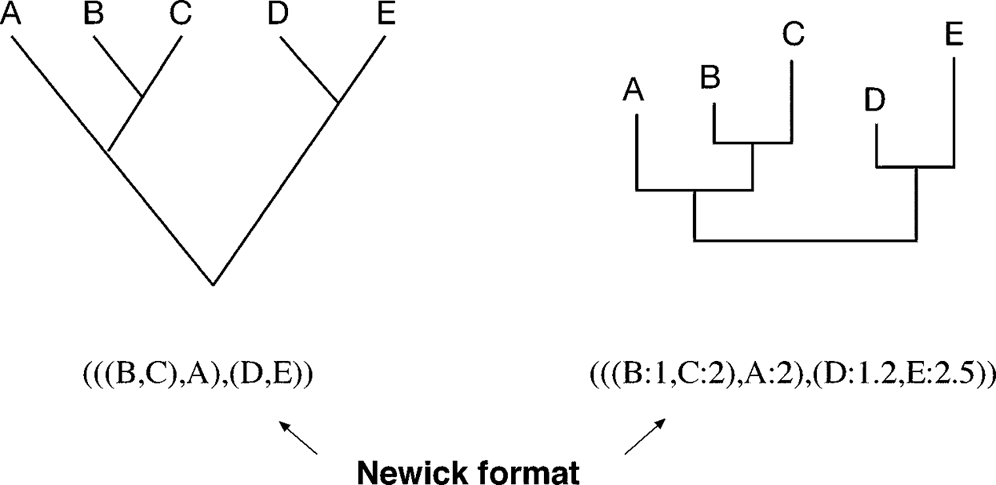 A B C D E
A B C D E
(((B,C),A),(D,E))
(((B:1,C:2),A:2),(D:1.2,E:2.5))
Newick format